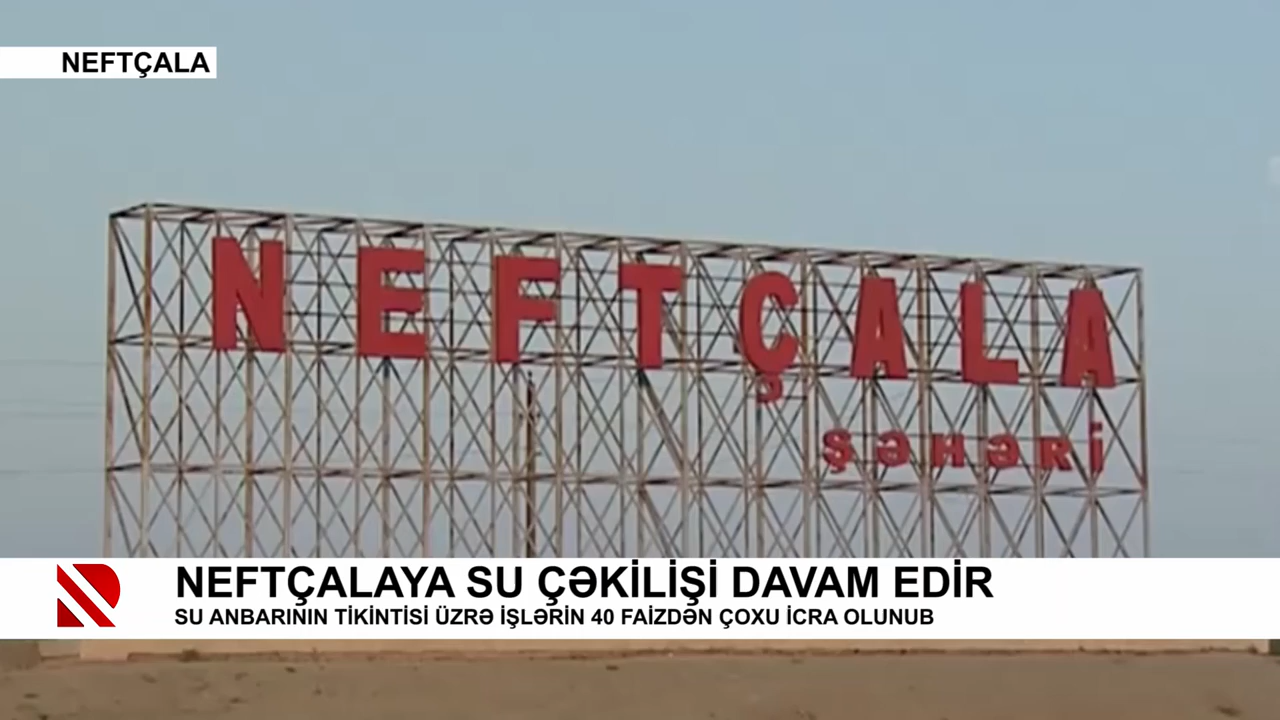 NEFTÇALA
NEFTÇALA
ŞƏHƏRİ
NEFTÇALAYA SU ÇƏKİLİŞİ DAVAM EDİR
SU ANBARININ TİKİNTİSİ ÜZRƏ İŞLƏRİN 40 FAİZDƏN ÇOXU İCRA OLUNUB